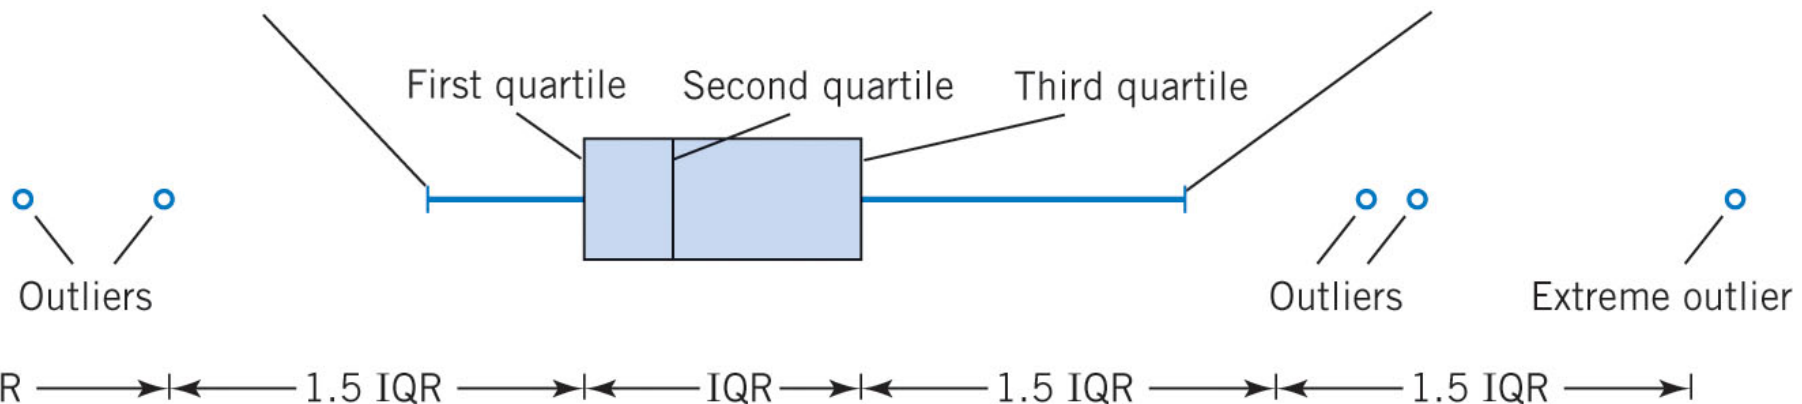 First quartile Second quartile Third quartile
Outliers Outliers Extreme outlier
R 1.5 IQR IQR 1.5 IQR 1.5 IQR